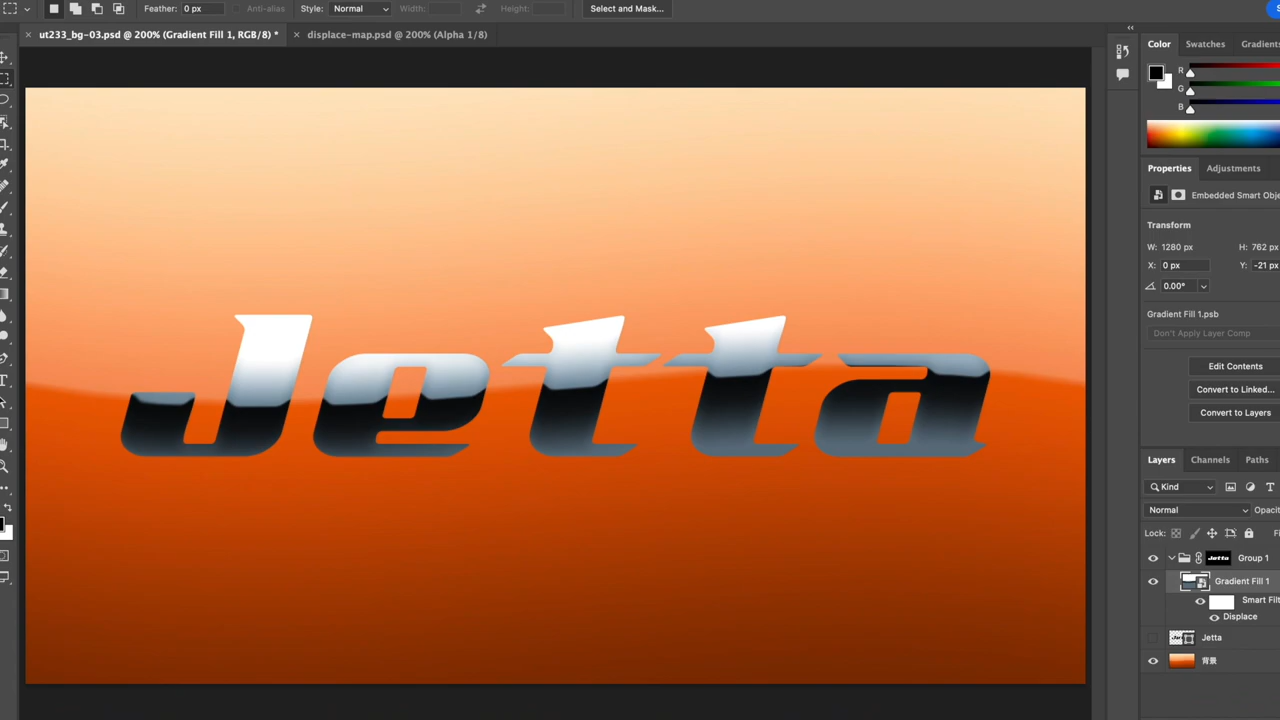 Feather: 0 px Anti-alias Style: Normal Width: Height: Select and Mask...
ut233_bg-03.psd @ 200% (Gradient Fill 1, RGB/8) * displace-map.psd @ 200% (Alpha 1/8)
Color Swatches Gradients
R
G
B
Properties Adjustments
Embedded Smart Obje
Transform
W: 1280 px H: 762 px
X: 0 px Y: -21 px
0.00°
Gradient Fill 1.psb
Don't Apply Layer Comp
Edit Contents
Convert to Linked...
Convert to Layers
Jetta
Layers Channels Paths
Kind
Normal Opaci
Lock: Fi
Jetta Group 1
Gradient Fill 1
Smart Filt
Displace
Jetta
背景